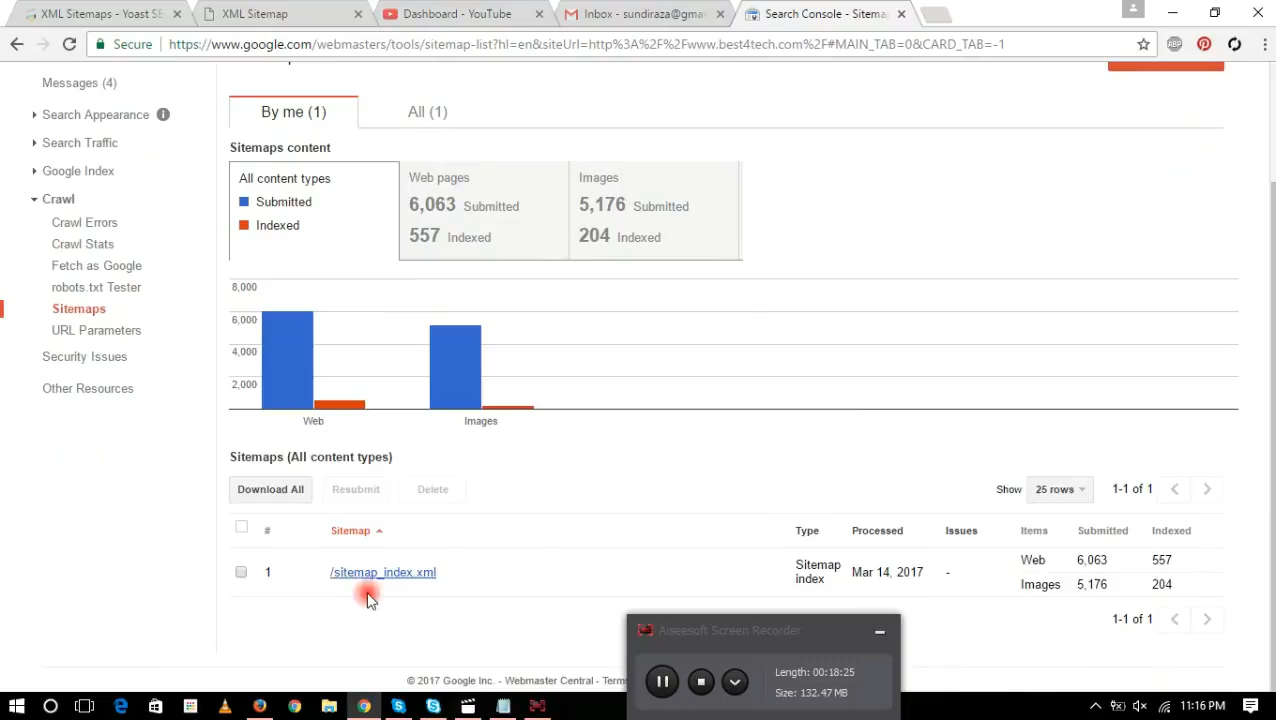 XML Sitemaps - Yoast SE
XML Sitemap
Dashboard - YouTube
Inbox - sundiraza@gma
Search Console - Sitema
Secure
https://www.google.com/webmasters/tools/sitemap-list?hl=en&siteUrl=http%3A%2F%2Fwww.best4tech.com%2F#MAIN_TAB=0&CARD_TAB=-1
ABP
Messages (4)
Search Appearance
Search Traffic
Google Index
Crawl
Crawl Errors
Crawl Stats
Fetch as Google
robots.txt Tester
Sitemaps
URL Parameters
Security Issues
Other Resources
By me (1) All (1)
Sitemaps content
All content types
Submitted
Indexed
Web pages
6,063 Submitted
557 Indexed
Images
5,176 Submitted
204 Indexed
8,000
6,000
4,000
2,000
Web Images
Sitemaps (All content types)
Download All Resubmit Delete Show 25 rows 1-1 of 1
# Sitemap Type Processed Issues Items Submitted Indexed
1 /sitemap_index.xml Sitemap index Mar 14, 2017 - Web 6,063 557
Images 5,176 204
1-1 of 1
Aiseesoft Screen Recorder
Length: 00:18:25
Size: 132.47 MB
© 2017 Google Inc. - Webmaster Central - Terms
11:16 PM